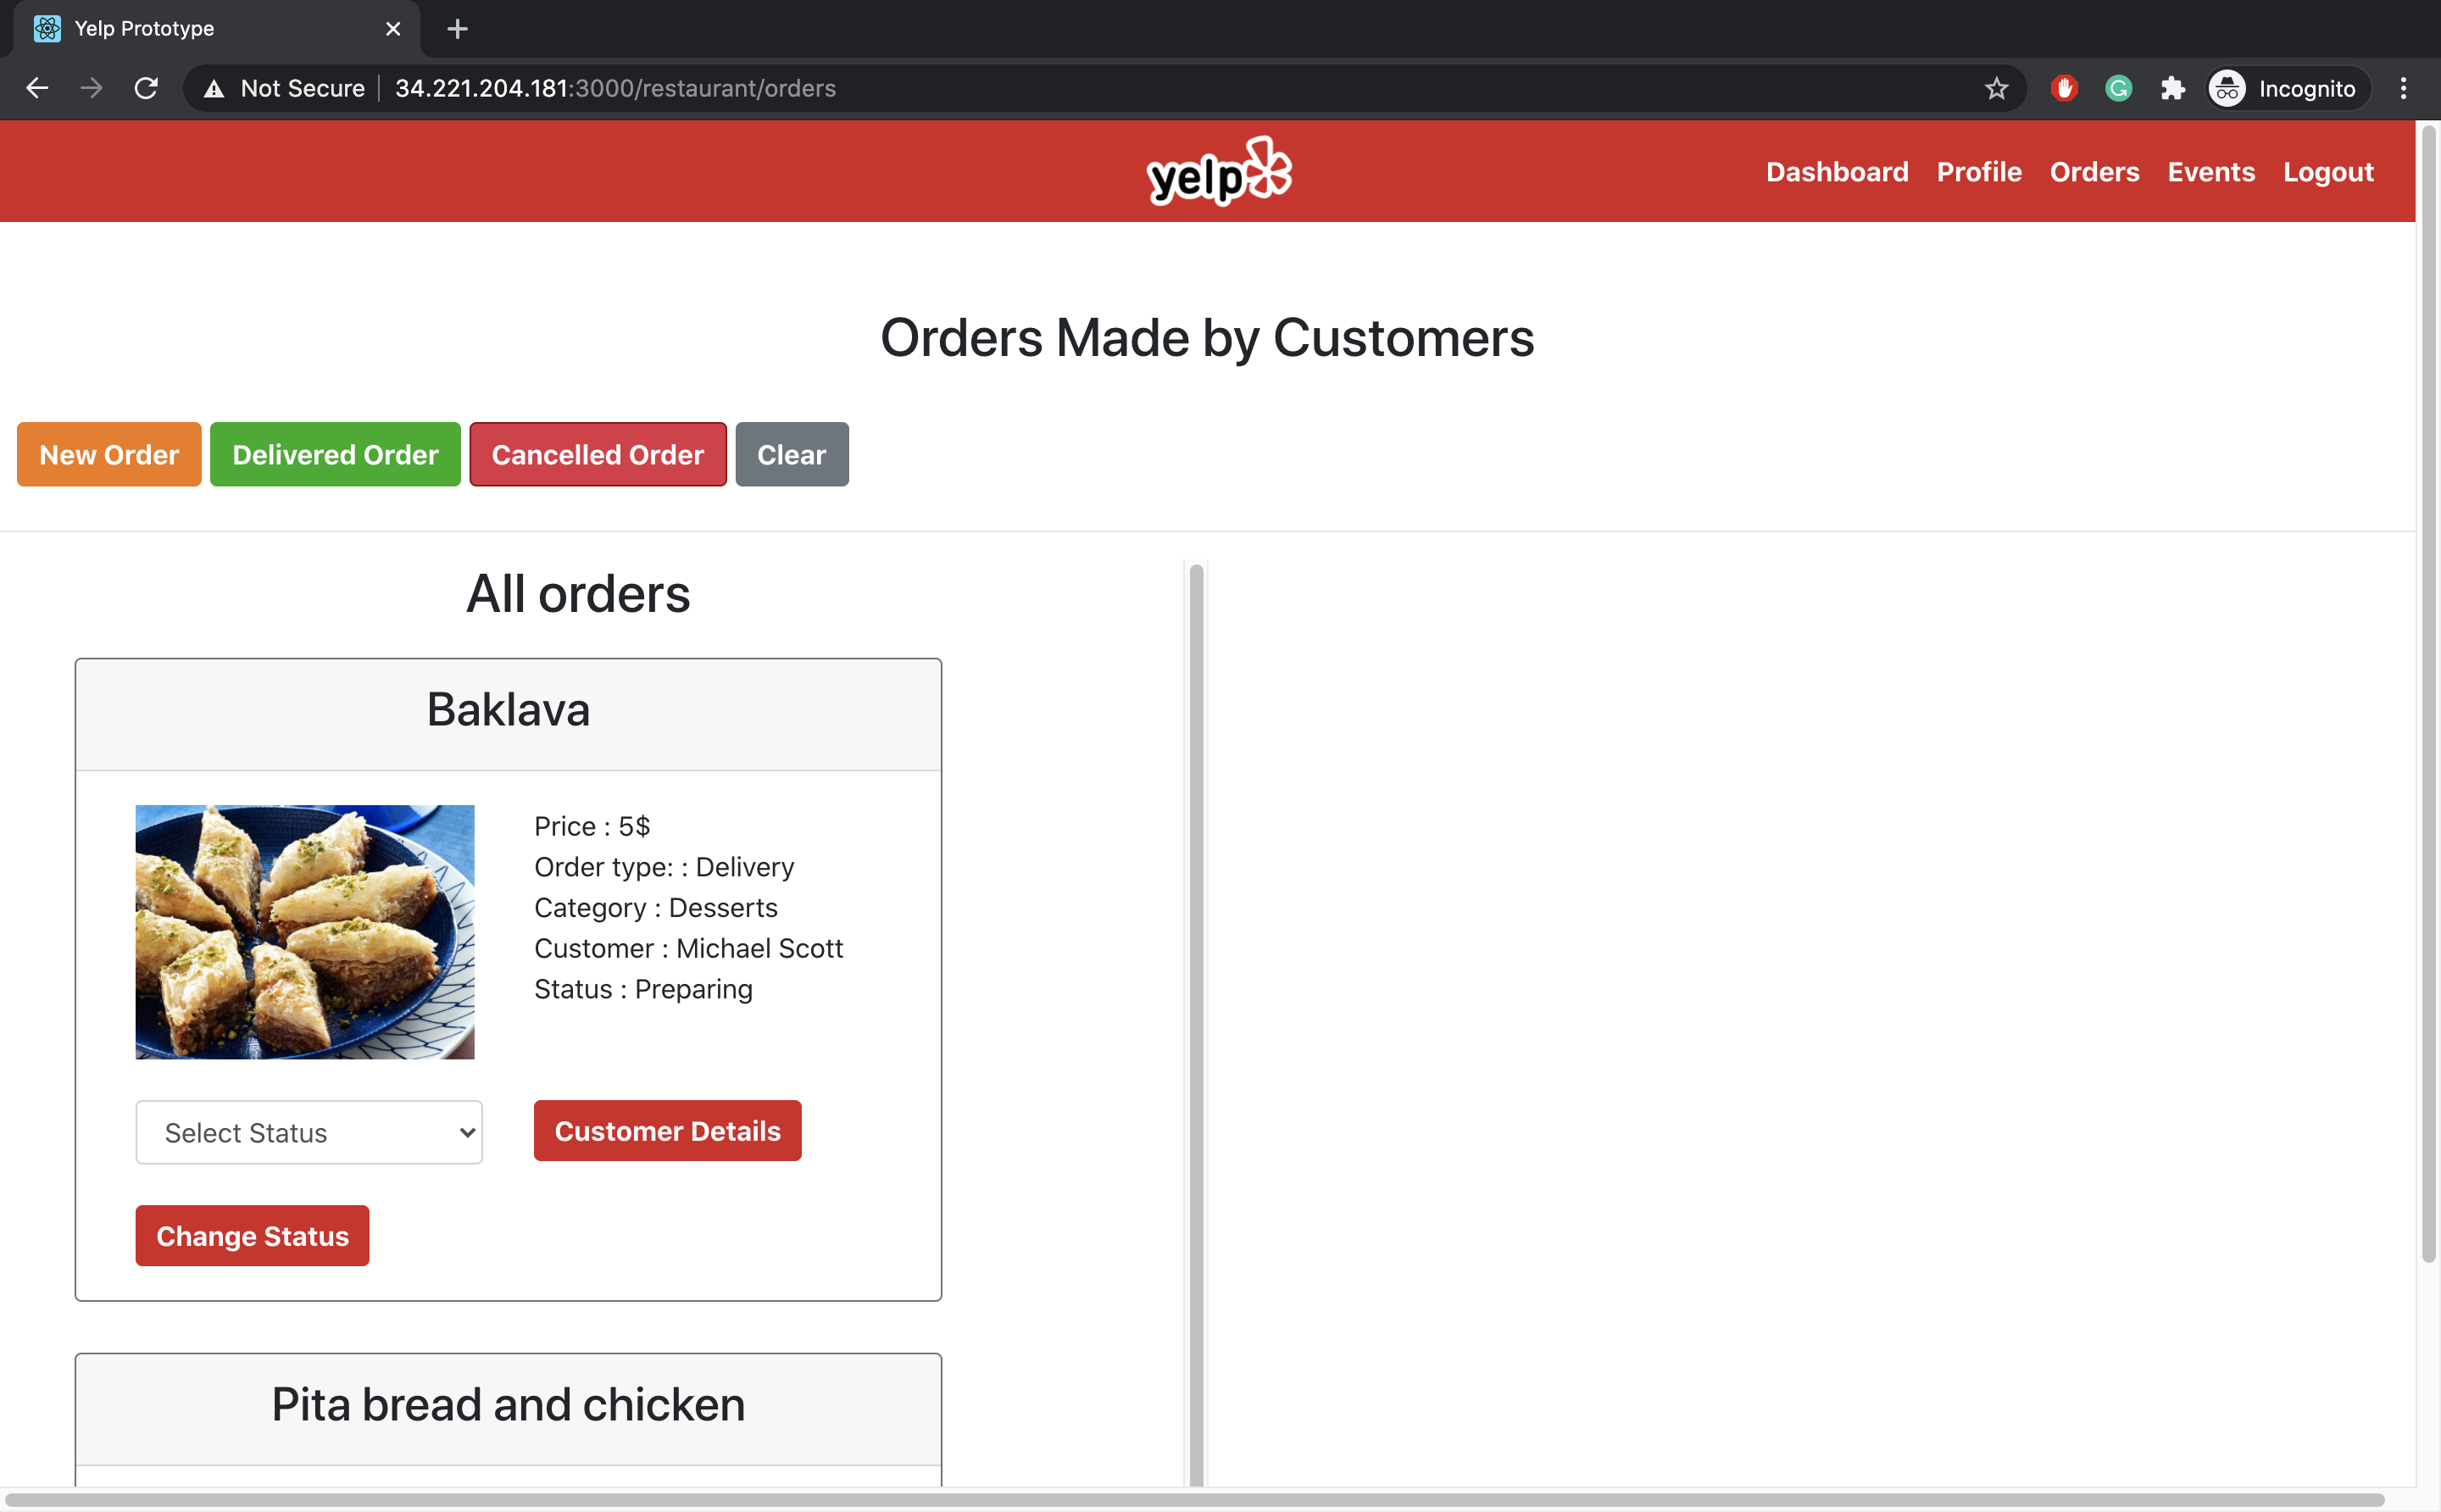 Yelp Prototype
Not Secure 34.221.204.181:3000/restaurant/orders Incognito
yelp Dashboard Profile Orders Events Logout
Orders Made by Customers
New Order Delivered Order Cancelled Order Clear
All orders
Baklava
Price : 5$
Order type: : Delivery
Category : Desserts
Customer : Michael Scott
Status : Preparing
Select Status Customer Details
Change Status
Pita bread and chicken